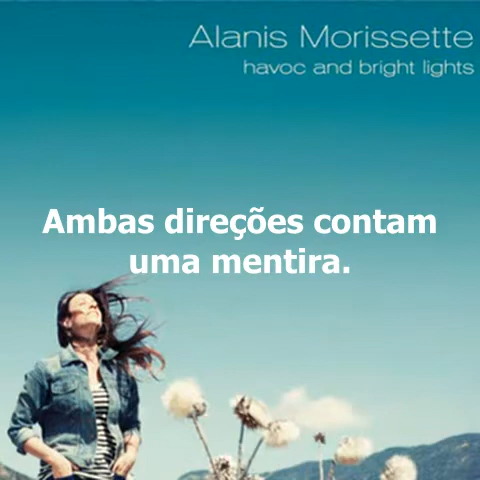 Alanis Morissette
havoc and bright lights
Ambas direções contam
uma mentira.